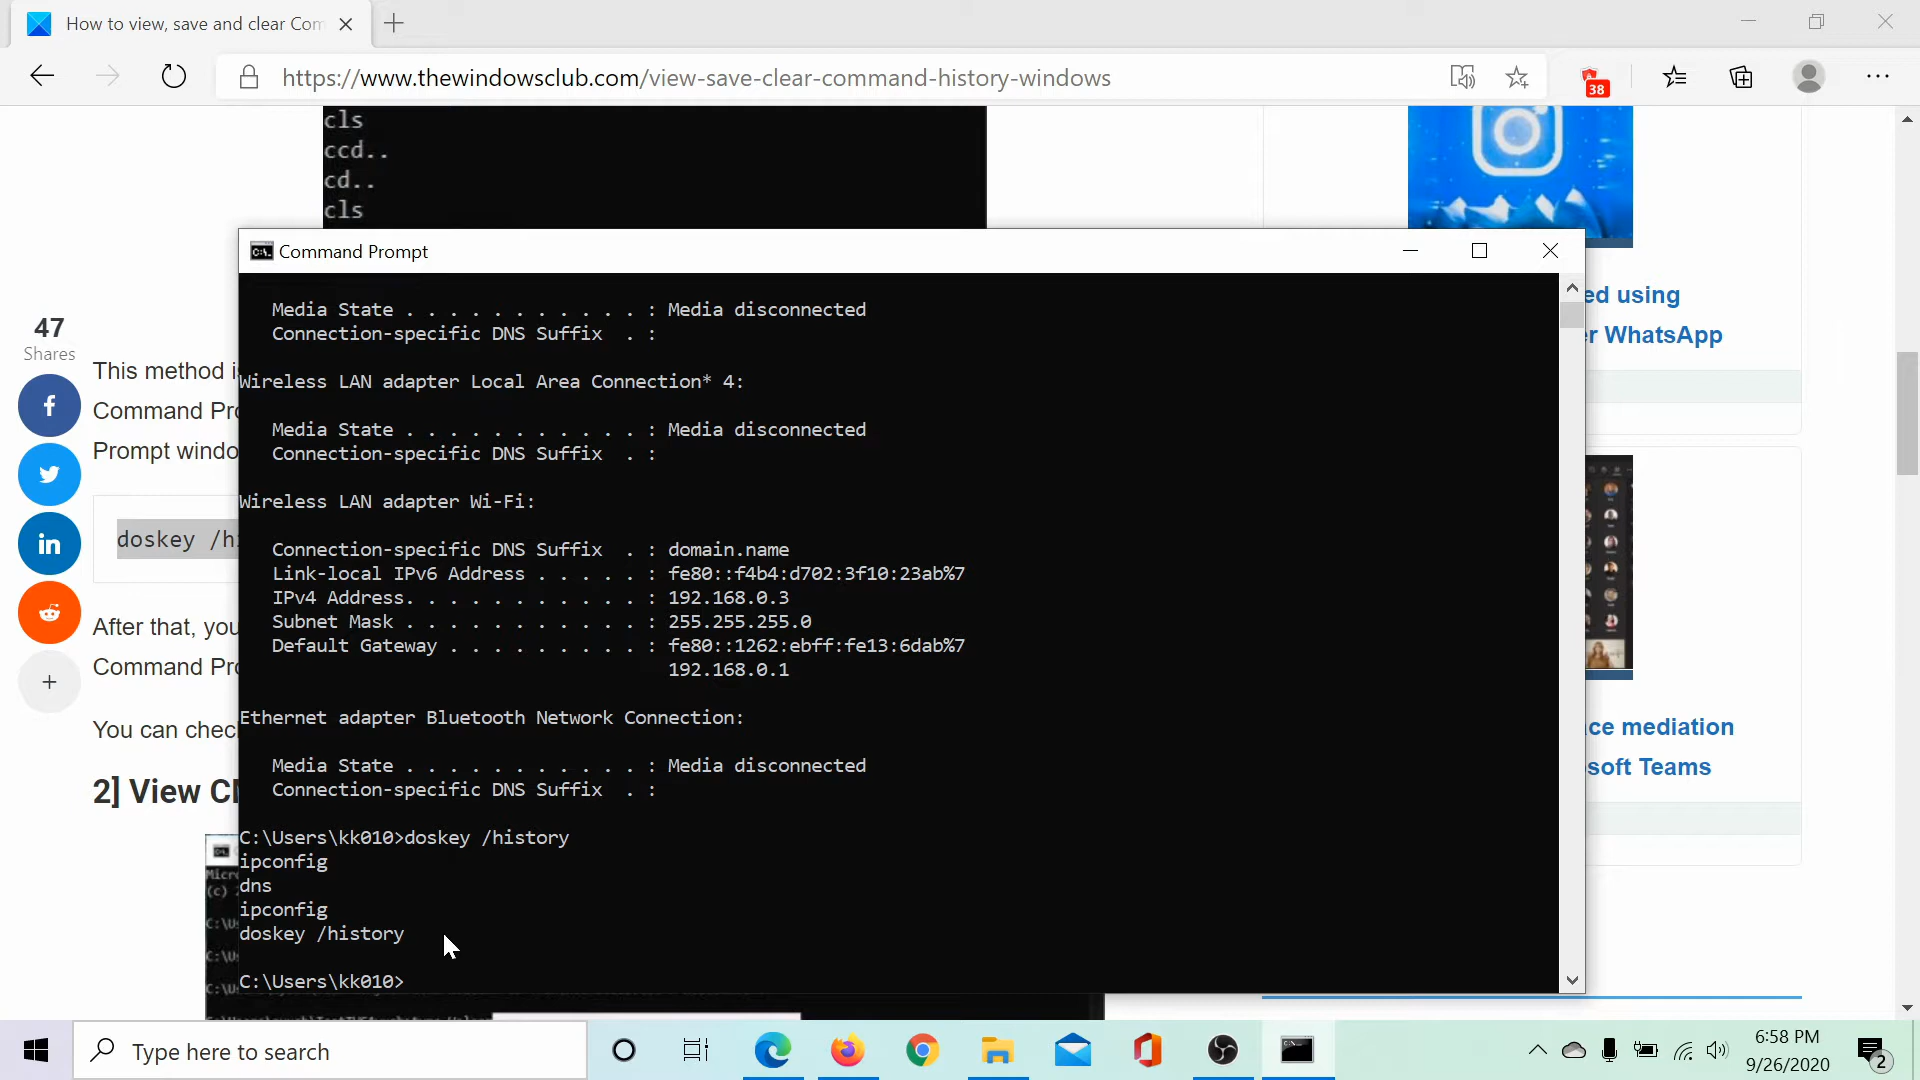 How to view, save and clear Com
https://www.thewindowsclub.com/view-save-clear-command-history-windows
38
cls
ccd..
cd..
cls
Command Prompt
Media State . . . . . . . . . . . : Media disconnected
Connection-specific DNS Suffix  . :
Wireless LAN adapter Local Area Connection* 4:
Media State . . . . . . . . . . . : Media disconnected
Connection-specific DNS Suffix  . :
Wireless LAN adapter Wi-Fi:
Connection-specific DNS Suffix  . : domain.name
Link-local IPv6 Address . . . . . : fe80::f4b4:d702:3f10:23ab%7
IPv4 Address. . . . . . . . . . . : 192.168.0.3
Subnet Mask . . . . . . . . . . . : 255.255.255.0
Default Gateway . . . . . . . . . : fe80::1262:ebff:fe13:6dab%7
192.168.0.1
Ethernet adapter Bluetooth Network Connection:
Media State . . . . . . . . . . . : Media disconnected
Connection-specific DNS Suffix  . :
C:\Users\kk010>doskey /history
ipconfig
dns
ipconfig
doskey /history
C:\Users\kk010>
47
Shares
This method i
Command Pro
Prompt windo
doskey /hi
After that, you
Command Pro
You can chec
2] View CM
Micro
(c)
C:\U
C:\U
C:\U
ed using
r WhatsApp
ce mediation
soft Teams
Type here to search
6:58 PM
9/26/2020
2